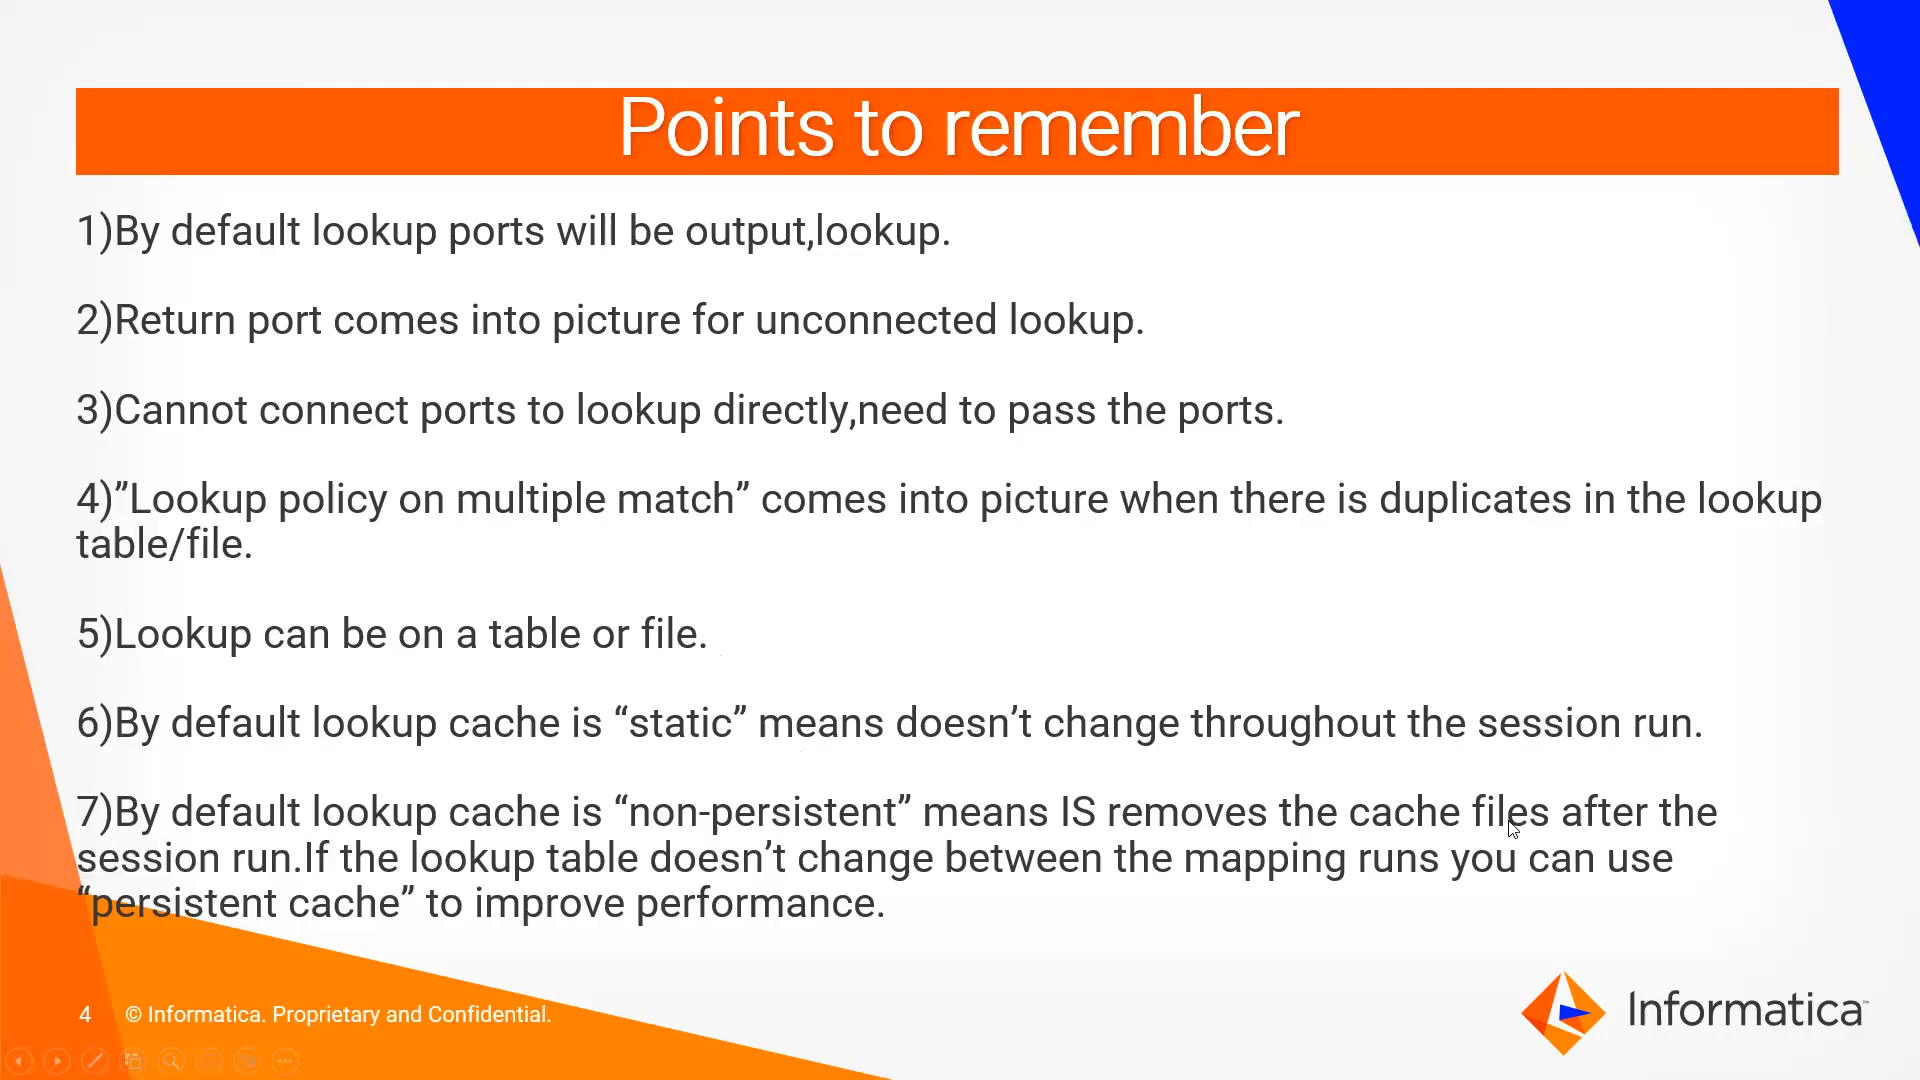 Points to remember
1)By default lookup ports will be output,lookup.
2)Return port comes into picture for unconnected lookup.
3)Cannot connect ports to lookup directly,need to pass the ports.
4)”Lookup policy on multiple match” comes into picture when there is duplicates in the lookup
table/file.
5)Lookup can be on a table or file.
6)By default lookup cache is “static” means doesn’t change throughout the session run.
7)By default lookup cache is “non-persistent” means IS removes the cache files after the
session run.If the lookup table doesn’t change between the mapping runs you can use
“persistent cache” to improve performance.
4 © Informatica. Proprietary and Confidential.
Informatica™